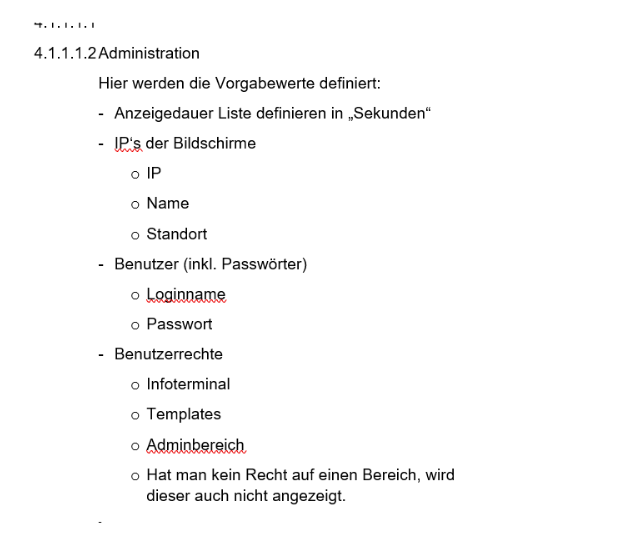 4.1.1.1.1
4.1.1.1.2 Administration
Hier werden die Vorgabewerte definiert:
- Anzeigedauer Liste definieren in „Sekunden“
- IP‘s der Bildschirme
o IP
o Name
o Standort
- Benutzer (inkl. Passwörter)
o Loginname
o Passwort
- Benutzerrechte
o Infoterminal
o Templates
o Adminbereich
o Hat man kein Recht auf einen Bereich, wird
dieser auch nicht angezeigt.
-